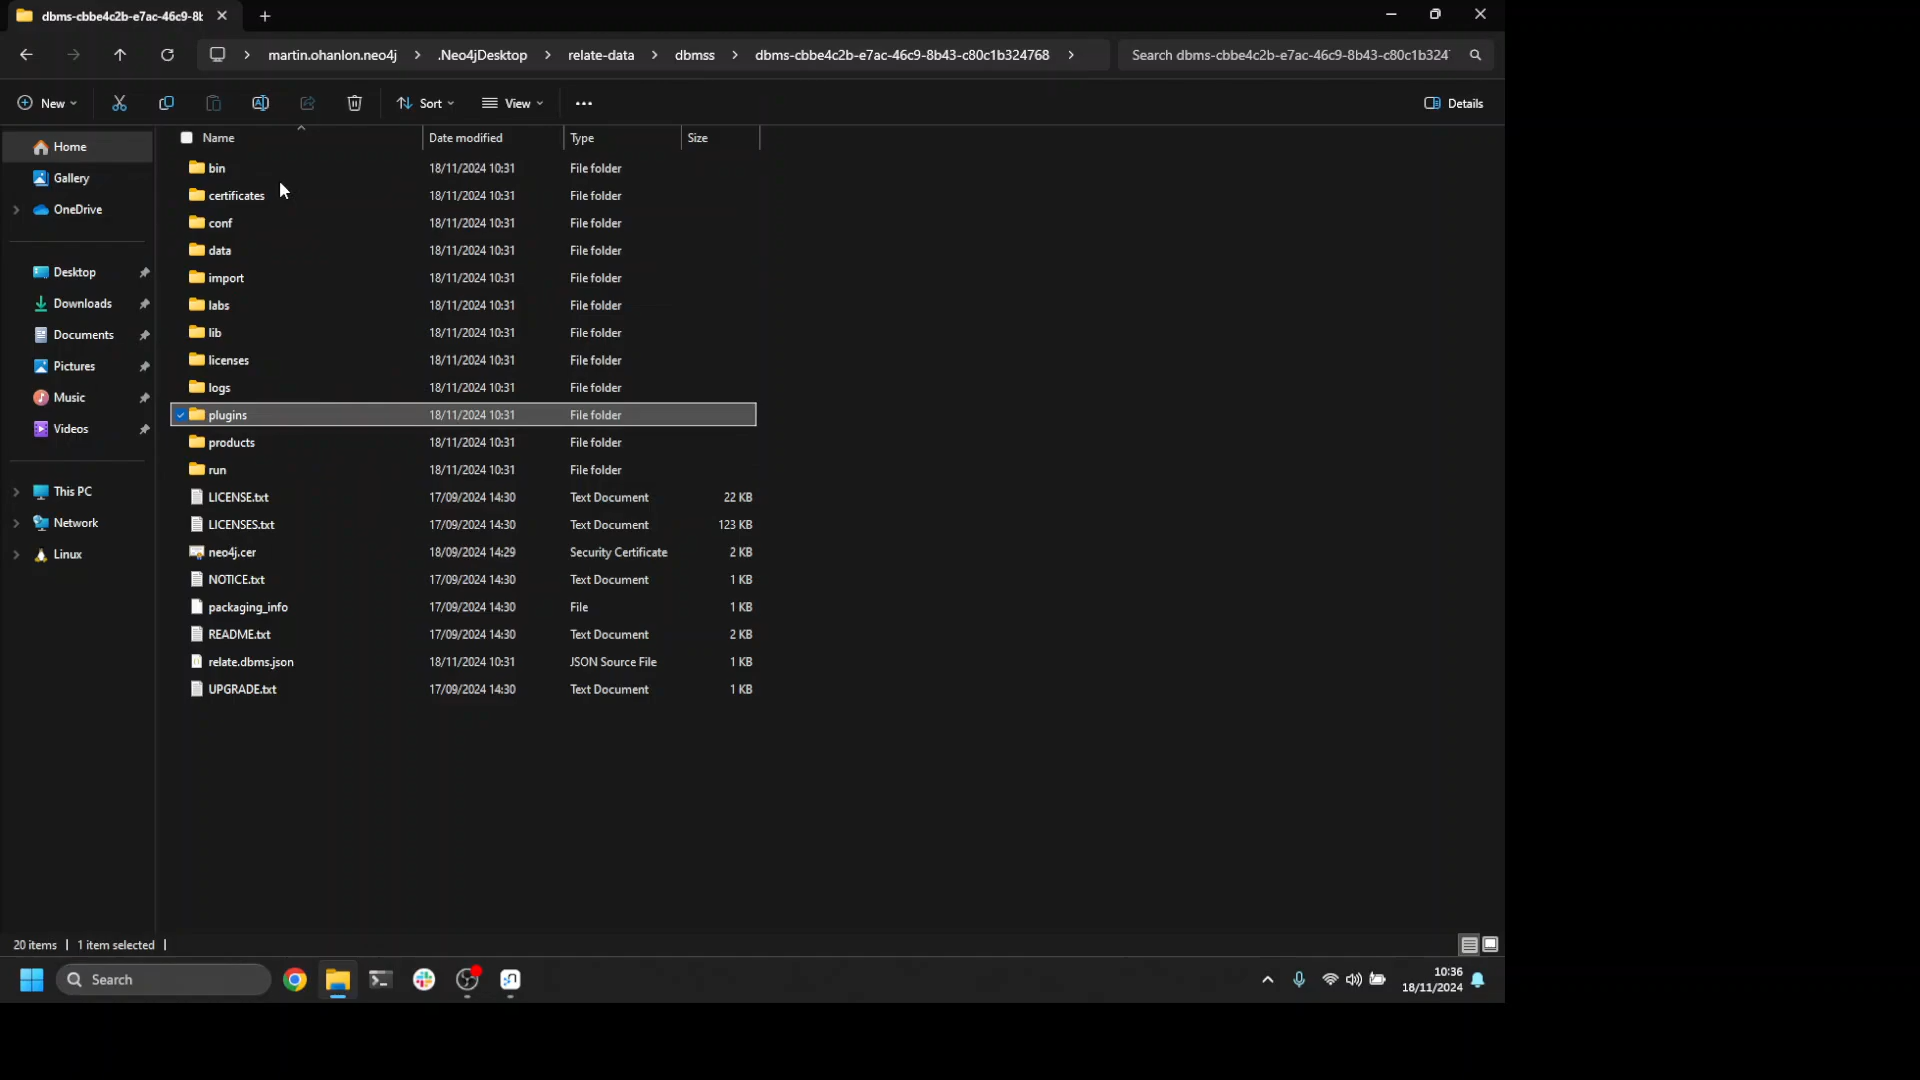 dbms-cbbe4c2b-e7ac-46c9-8b
martin.ohanlon.neo4j > .Neo4jDesktop > relate-data > dbmss > dbms-cbbe4c2b-e7ac-46c9-8b43-c80c1b324768 >
Search dbms-cbbe4c2b-e7ac-46c9-8b43-c80c1b324
New Sort View ... Details
Name Date modified Type Size
Home
Gallery
OneDrive
Desktop
Downloads
Documents
Pictures
Music
Videos
This PC
Network
Linux
bin 18/11/2024 10:31 File folder
certificates 18/11/2024 10:31 File folder
conf 18/11/2024 10:31 File folder
data 18/11/2024 10:31 File folder
import 18/11/2024 10:31 File folder
labs 18/11/2024 10:31 File folder
lib 18/11/2024 10:31 File folder
licenses 18/11/2024 10:31 File folder
logs 18/11/2024 10:31 File folder
plugins 18/11/2024 10:31 File folder
products 18/11/2024 10:31 File folder
run 18/11/2024 10:31 File folder
LICENSE.txt 17/09/2024 14:30 Text Document 22 KB
LICENSES.txt 17/09/2024 14:30 Text Document 123 KB
neo4j.cer 18/09/2024 14:29 Security Certificate 2 KB
NOTICE.txt 17/09/2024 14:30 Text Document 1 KB
packaging_info 17/09/2024 14:30 File 1 KB
README.txt 17/09/2024 14:30 Text Document 2 KB
relate.dbms.json 18/11/2024 10:31 JSON Source File 1 KB
UPGRADE.txt 17/09/2024 14:30 Text Document 1 KB
20 items | 1 item selected |
Search
10:36
18/11/2024